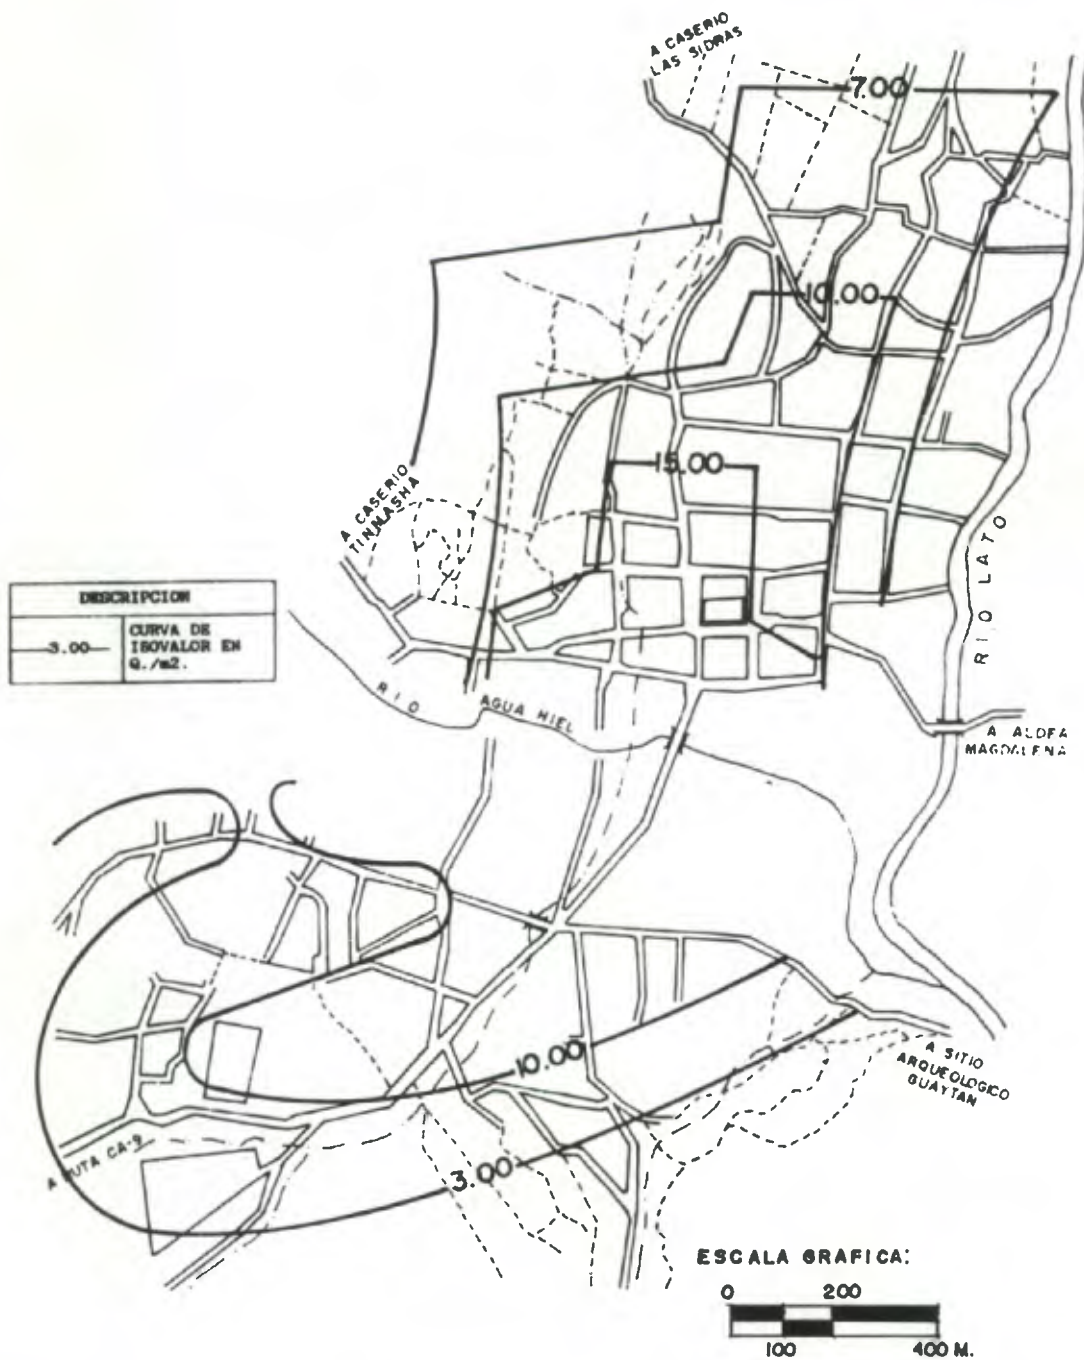 A CASERIO
LAS SIDRAS
7.00
10.00
15.00
A CASERIO
TINMASHA
RIO LATO
DESCRIPCION
3.00
CURVA DE
ISOVALOR EN
Q./m2.
RIO AGUA HIEL
A ALDEA
MAGDALENA
10.00
A SITIO
ARQUEOLOGICO
GUAYTAN
A RUTA CA-9
3.00
ESCALA GRAFICA:
0 200
100 400 M.